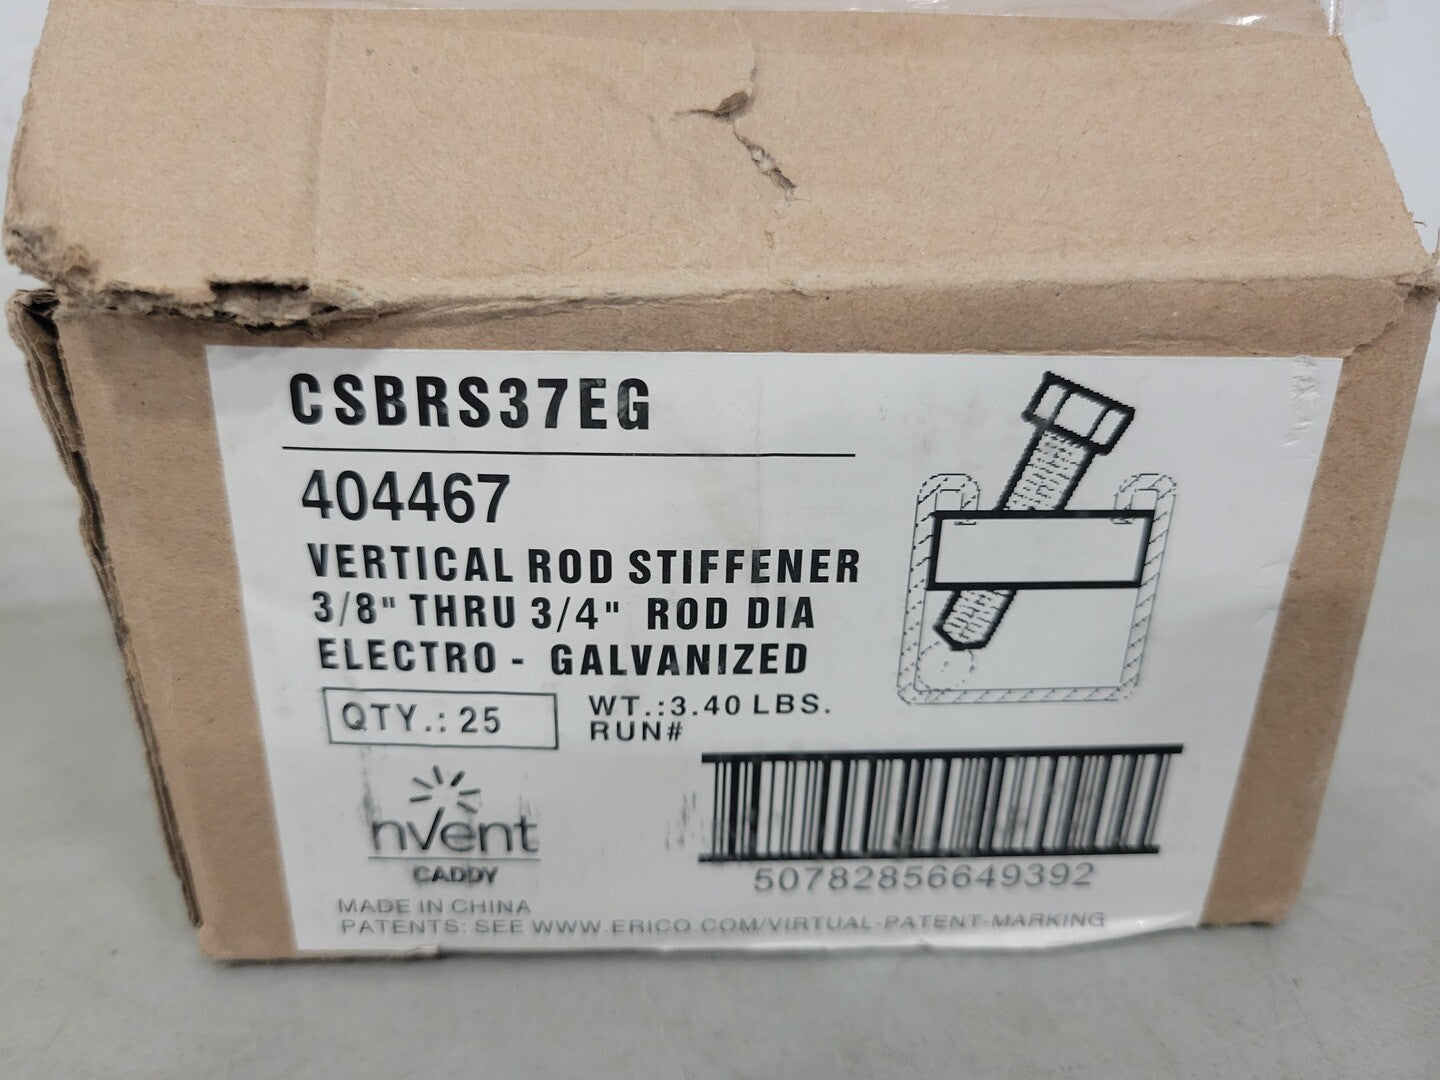 CSBRS37EG
404467
VERTICAL ROD STIFFENER
3/8" THRU 3/4" ROD DIA
ELECTRO - GALVANIZED
QTY.: 25
WT.:3.40 LBS.
RUN#
nVent
CADDY
50782856649392
MADE IN CHINA
PATENTS: SEE WWW.ERICO.COM/VIRTUAL-PATENT-MARKING